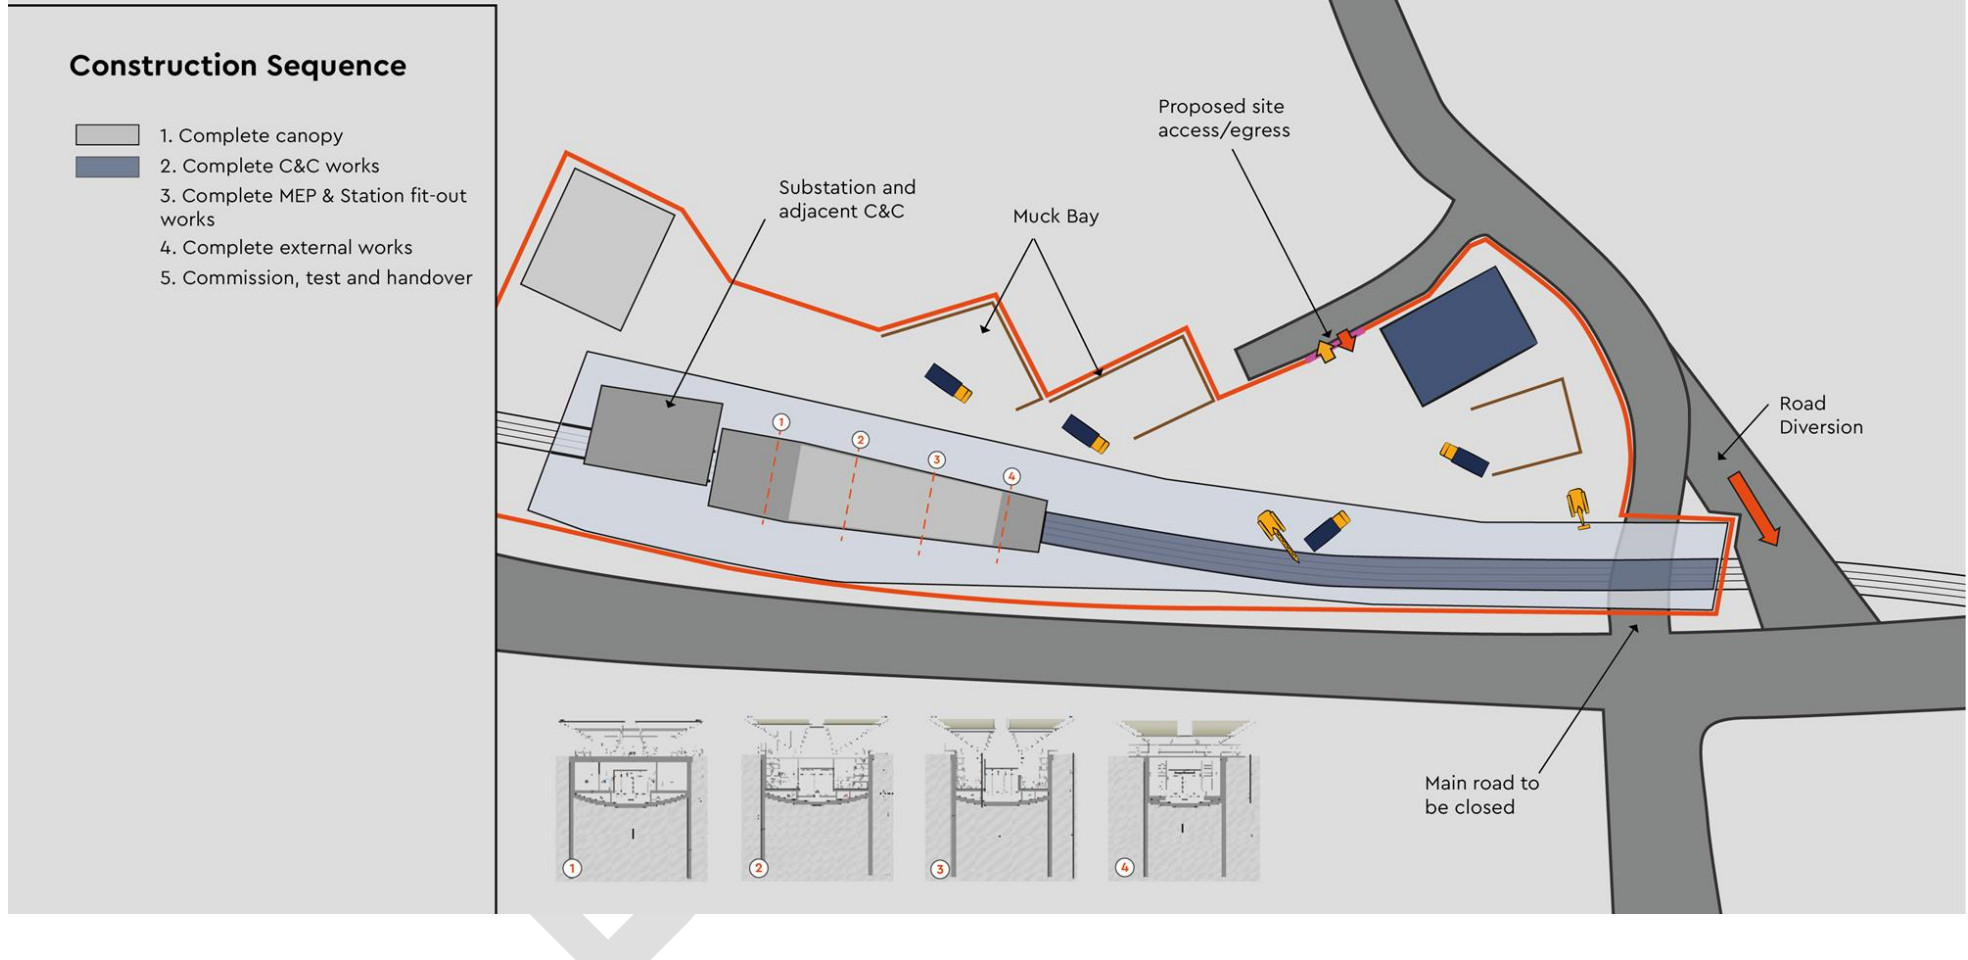 Construction Sequence
1. Complete canopy
2. Complete C&C works
3. Complete MEP & Station fit-out
works
4. Complete external works
5. Commission, test and handover
Proposed site
access/egress
Substation and
adjacent C&C
Muck Bay
Road
Diversion
1
2
3
4
Main road to
be closed
1
2
3
4